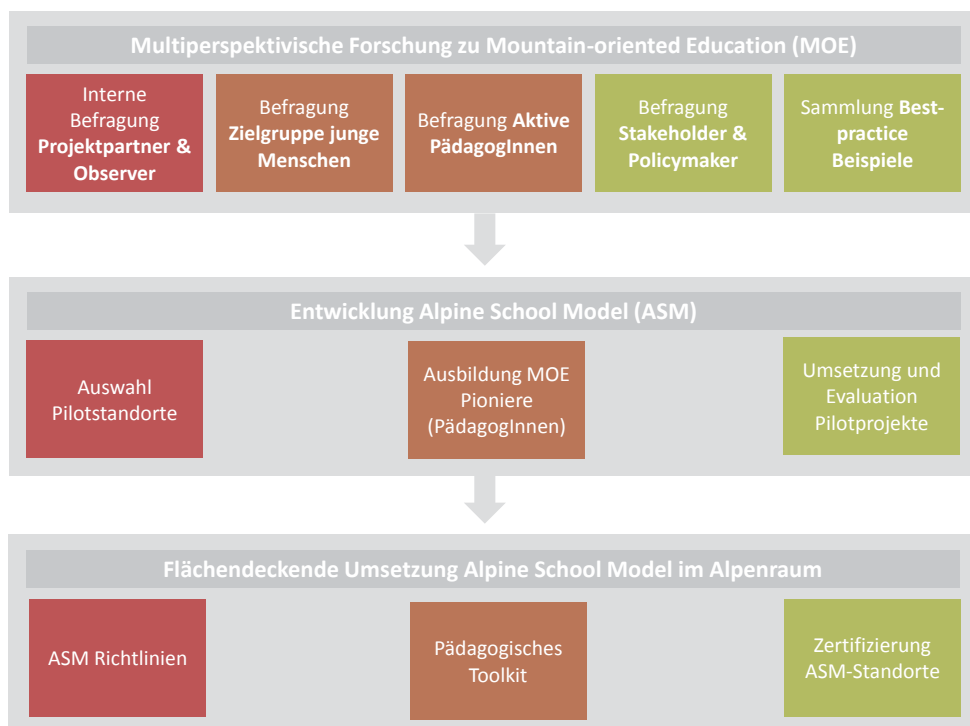 Multiperspektivische Forschung zu Mountain-oriented Education (MOE)
Interne
Befragung
Projektpartner &
Observer
Befragung
Zielgruppe junge
Menschen
Befragung Aktive
PädagogInnen
Befragung
Stakeholder &
Policymaker
Sammlung Best-
practice
Beispiele
Entwicklung Alpine School Model (ASM)
Auswahl
Pilotstandorte
Ausbildung MOE
Pioniere
(PädagogInnen)
Umsetzung und
Evaluation
Pilotprojekte
Flächendeckende Umsetzung Alpine School Model im Alpenraum
ASM Richtlinien
Pädagogisches
Toolkit
Zertifizierung
ASM-Standorte